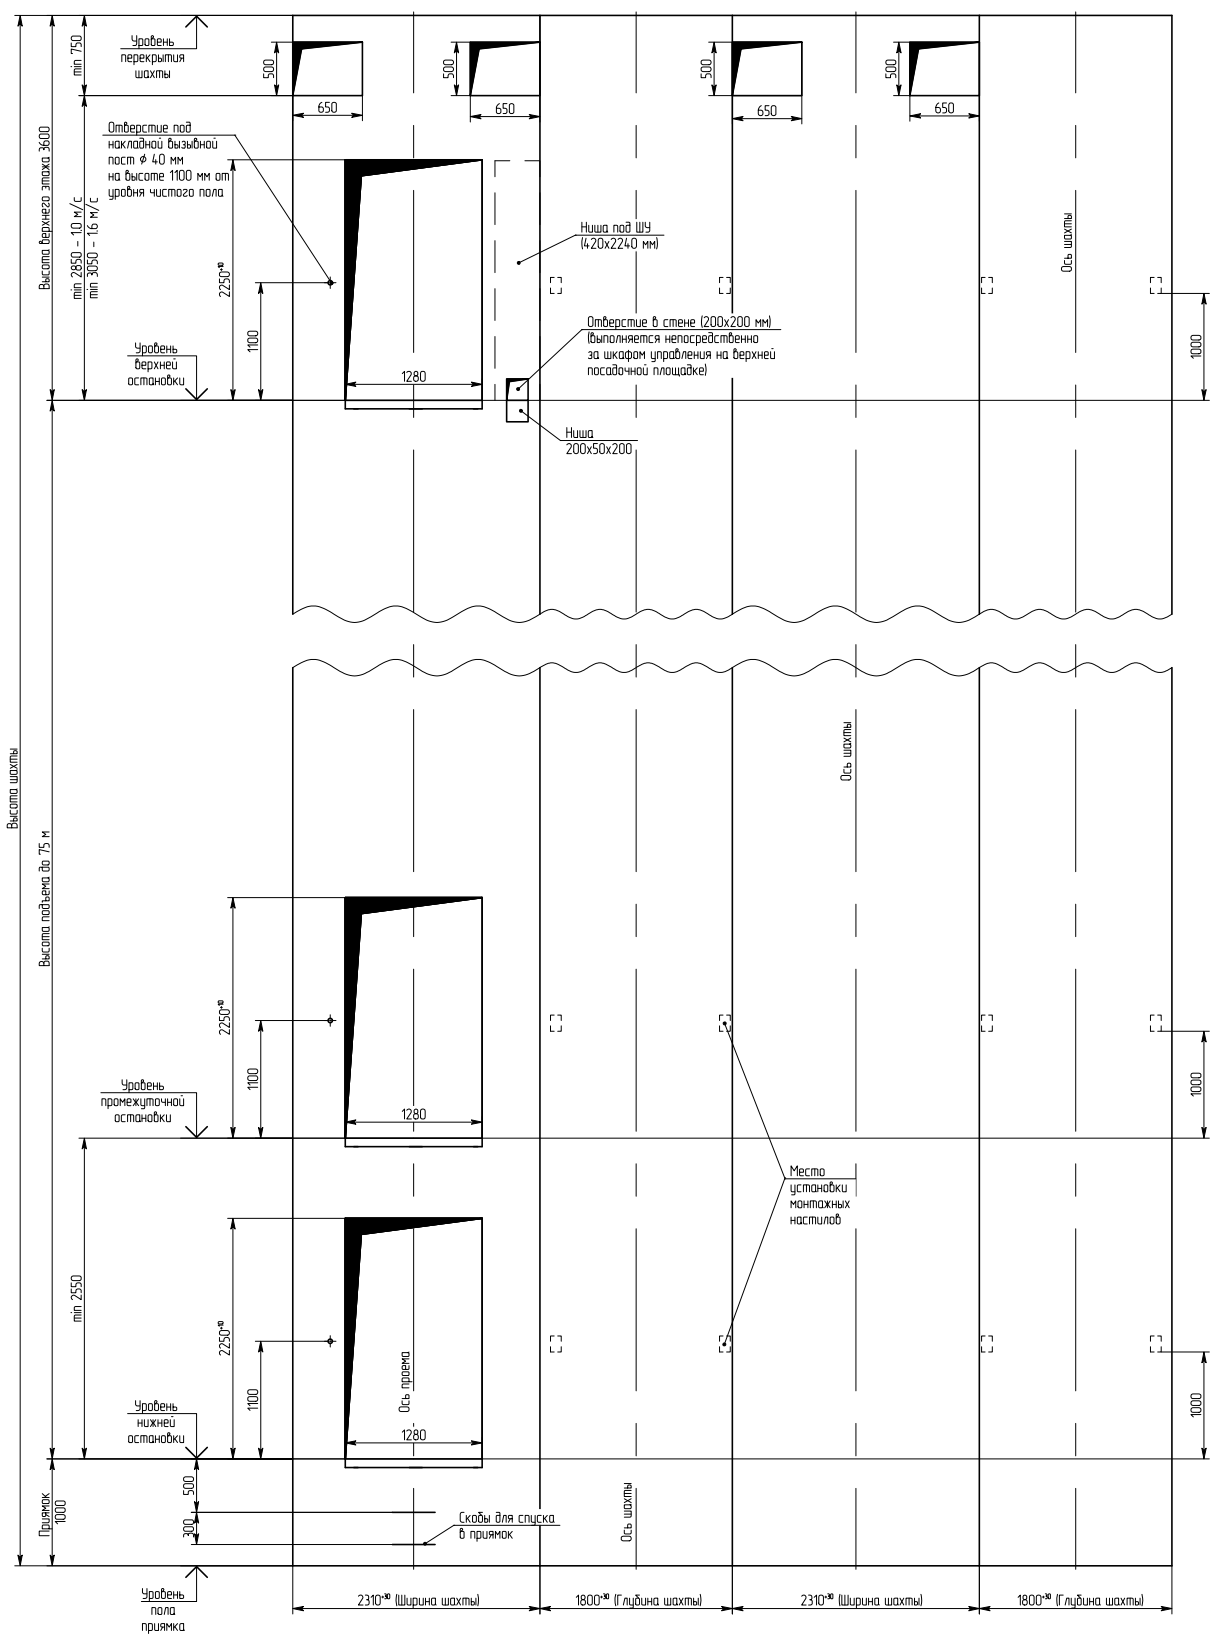 Уровень
перекрытия
шахты
min 750
500
650
500
650
500
650
500
650
Отверстие под
накладной вызывной
пост ϕ 40 мм
на высоте 1100 мм от
уровня чистого пола
Высота верхнего этажа 3600
min 2850 - 1.0 м/с
min 3050 - 1.6 м/с
2250⁺¹⁰
1100
1280
Ниша под ШУ
(420х2240 мм)
Ось шахты
Отверстие в стене (200х200 мм)
(выполняется непосредственно
за шкафом управления на верхней
посадочной площадке)
1000
Уровень
верхней
остановки
Ниша
200х50х200
Высота шахты
Высота подъема до 75 м
Ось шахты
2250⁺¹⁰
1100
1280
1000
Уровень
промежуточной
остановки
Место
установки
монтажных
настилов
min 2550
2250⁺¹⁰
1100
Ось проема
1280
1000
Уровень
нижней
остановки
Приямок
1000
500
300
Скобы для спуска
в приямок
Ось шахты
Уровень
пола
приямка
2310⁺³⁰ (Ширина шахты)
1800⁺³⁰ (Глубина шахты)
2310⁺³⁰ (Ширина шахты)
1800⁺³⁰ (Глубина шахты)